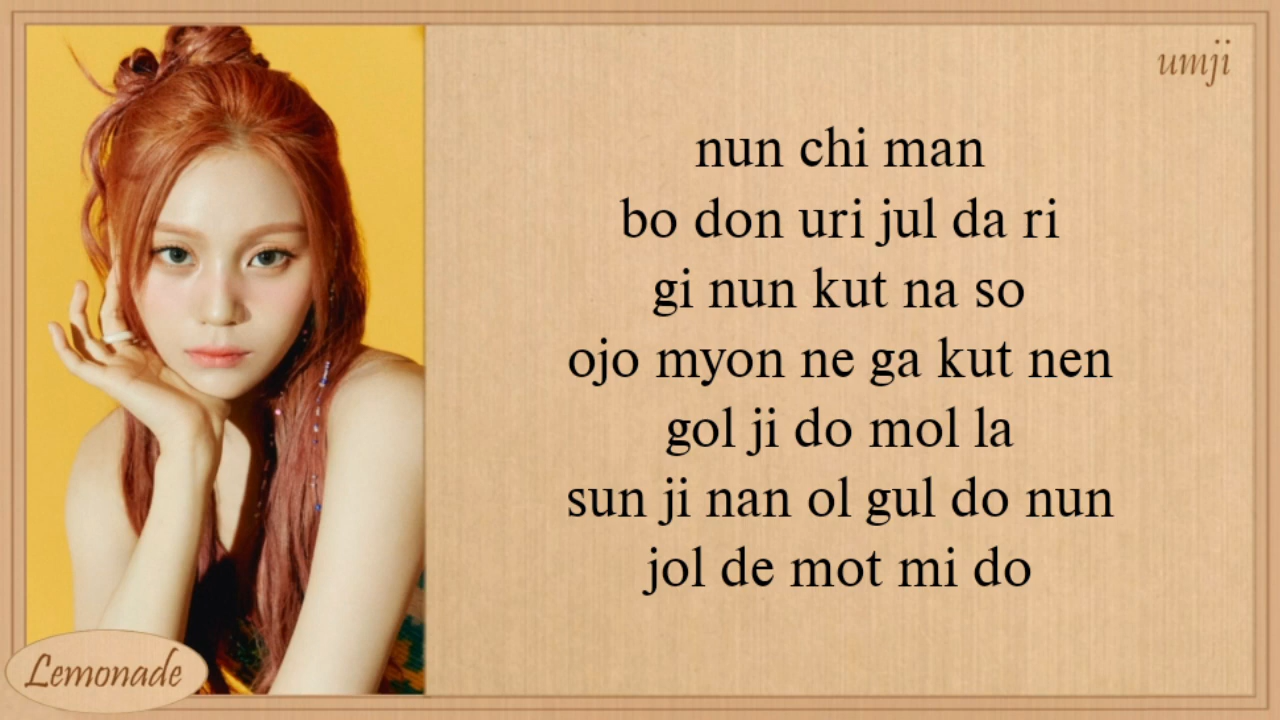 umji
nun chi man
bo don uri jul da ri
gi nun kut na so
ojo myon ne ga kut nen
gol ji do mol la
sun ji nan ol gul do nun
jol de mot mi do
Lemonade